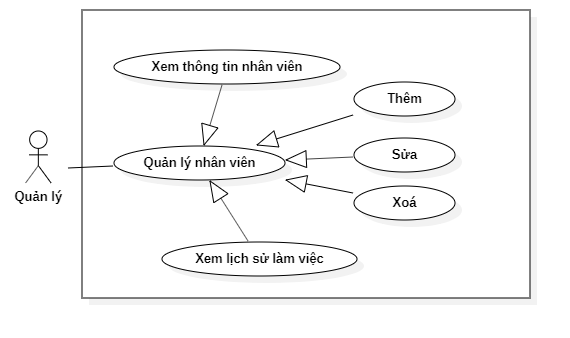 Xem thông tin nhân viên
Thêm
Quản lý nhân viên
Sửa
Quản lý
Xoá
Xem lịch sử làm việc